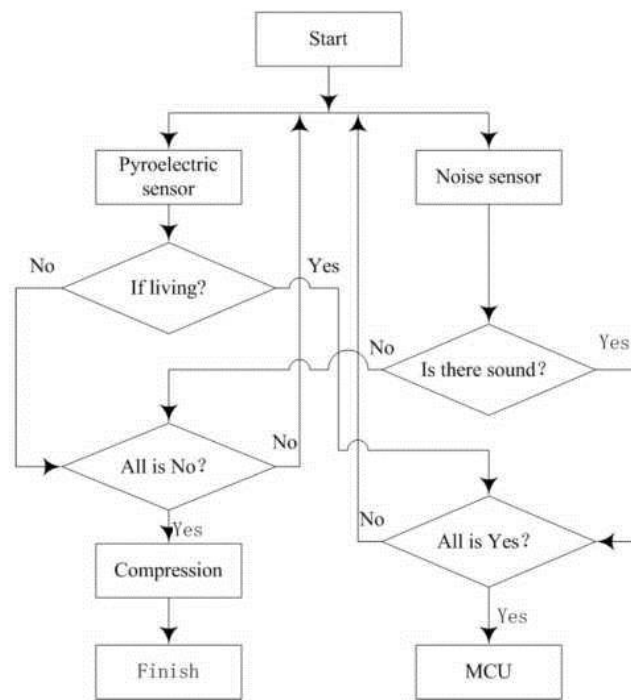 Start
Pyroelectric
sensor
Noise sensor
No
If living?
Yes
No
Is there sound?
Yes
All is No?
No
Yes
No
All is Yes?
Compression
Yes
Finish
MCU